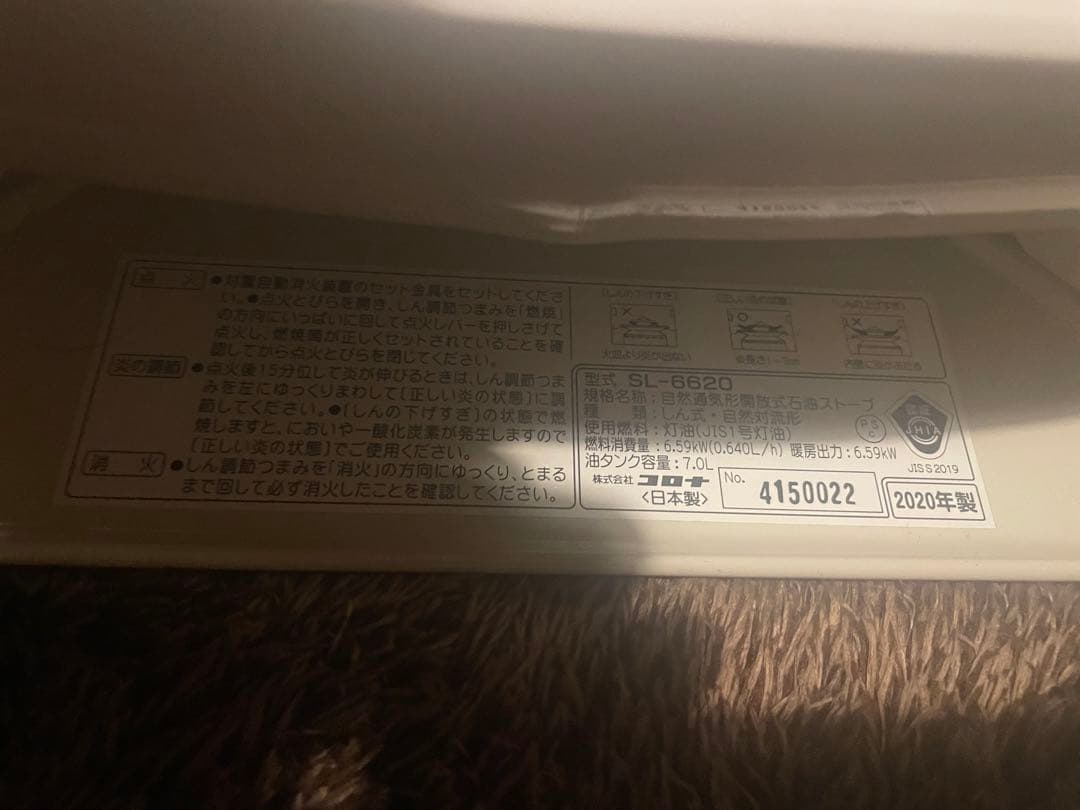 点 火
●対震自動消火装置のセット金具をセットしてくださ
い。●点火とびらを開き、しん調節つまみを「燃焼」
の方向にいっぱいに回して点火レバーを押しさげて
点火し、燃焼筒が正しくセットされていることを確
認してから点火とびらを閉じてください。
炎の調節
●点火後15分位して炎が伸びるときは、しん調節つま
みを左にゆっくりまわして[正しい炎の状態]に調
節してください。●[しんの下げすぎ]の状態で燃
焼しますと、においや一酸化炭素が発生しますので
[正しい炎の状態]でご使用ください。
消 火
●しん調節つまみを「消火」の方向にゆっくり、とまる
まで回して必ず消火したことを確認してください。
[しんの下げすぎ]
火皿より炎が出ない
型式 SL-6620
規格名称:自然通気形開放式石油ストーブ
種 類:しん式・自然対流形
使用燃料:灯油(JIS1号灯油)
燃料消費量:6.59kW(0.640L/h) 暖房出力:6.59kW
油タンク容量:7.0L
PSC
JHIA
JIS S 2019
株式会社 コロナ
〈日本製〉
No. 4150022
2020年製